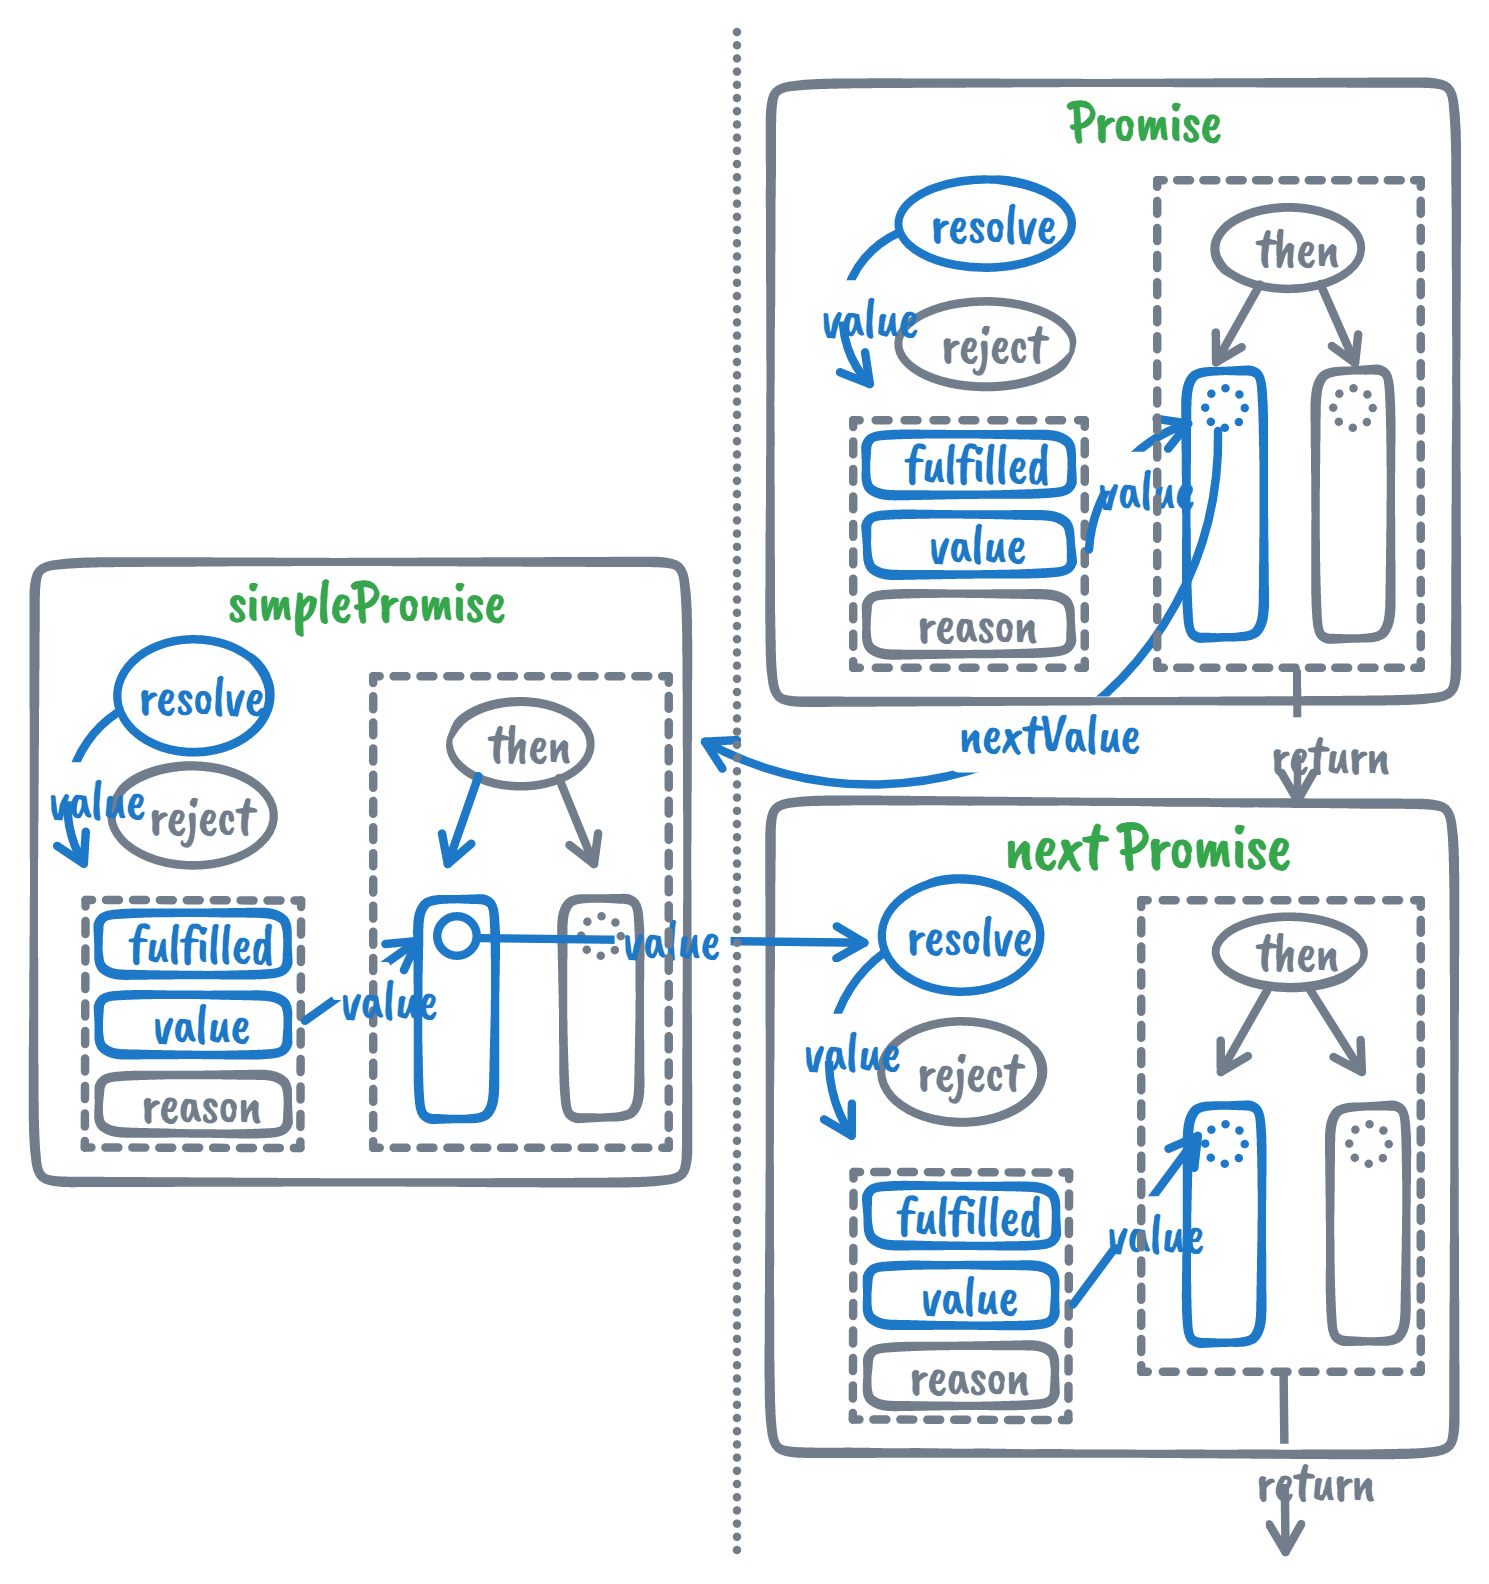 Promise
resolve
then
value
reject
fulfilled
value
value
reason
nextValue
return
simplePromise
resolve
then
value
reject
fulfilled
value
value
value
reason
next Promise
resolve
then
value
reject
fulfilled
value
value
reason
return